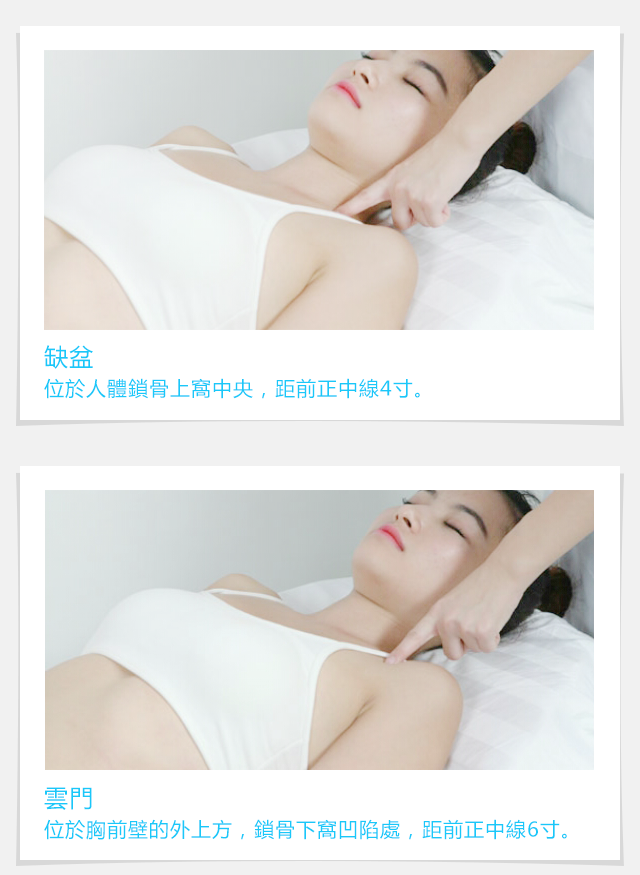 缺盆
位於人體鎖骨上窩中央，距前正中線4寸。
雲門
位於胸前壁的外上方，鎖骨下窩凹陷處，距前正中線6寸。